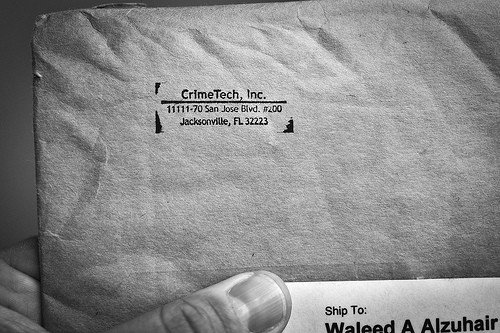 CrimeTech, Inc.
11111-70 San Jose Blvd. #200
Jacksonville, FL 32223
Ship To:
Waleed A Alzuhair